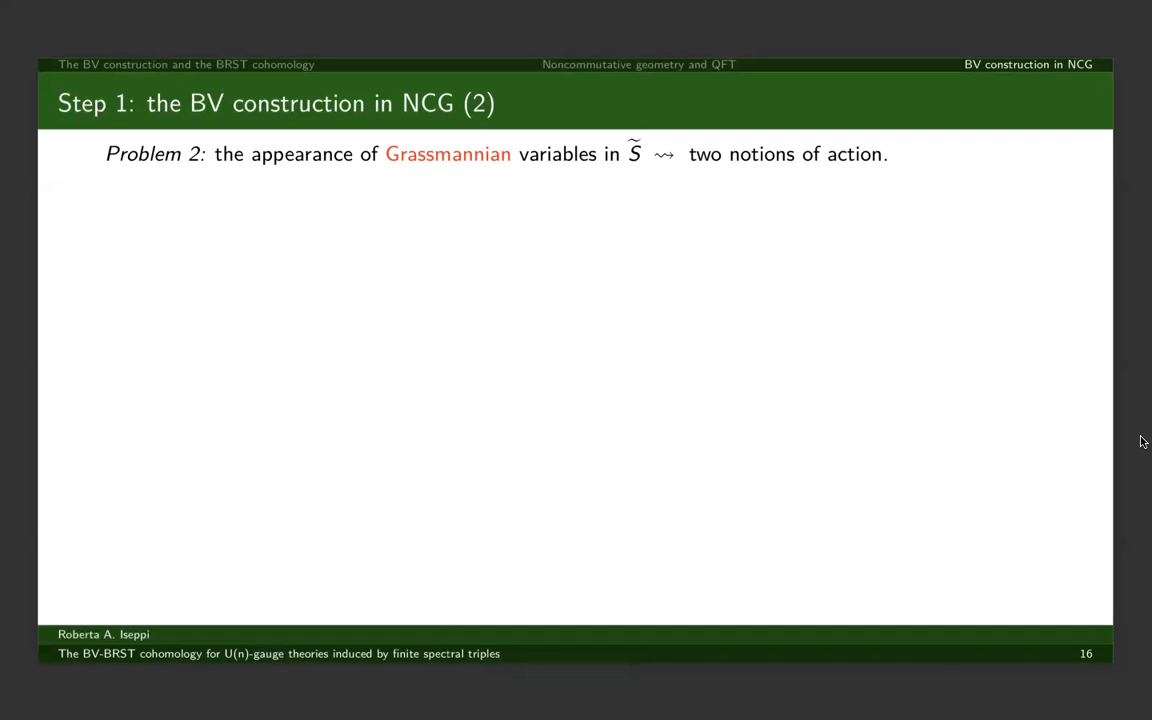 The BV construction and the BRST cohomology Noncommutative geometry and QFT BV construction in NCG
Step 1: the BV construction in NCG (2)
Problem 2: the appearance of Grassmannian variables in S̃ ⇝ two notions of action.
Roberta A. Iseppi
The BV-BRST cohomology for U(n)-gauge theories induced by finite spectral triples 16